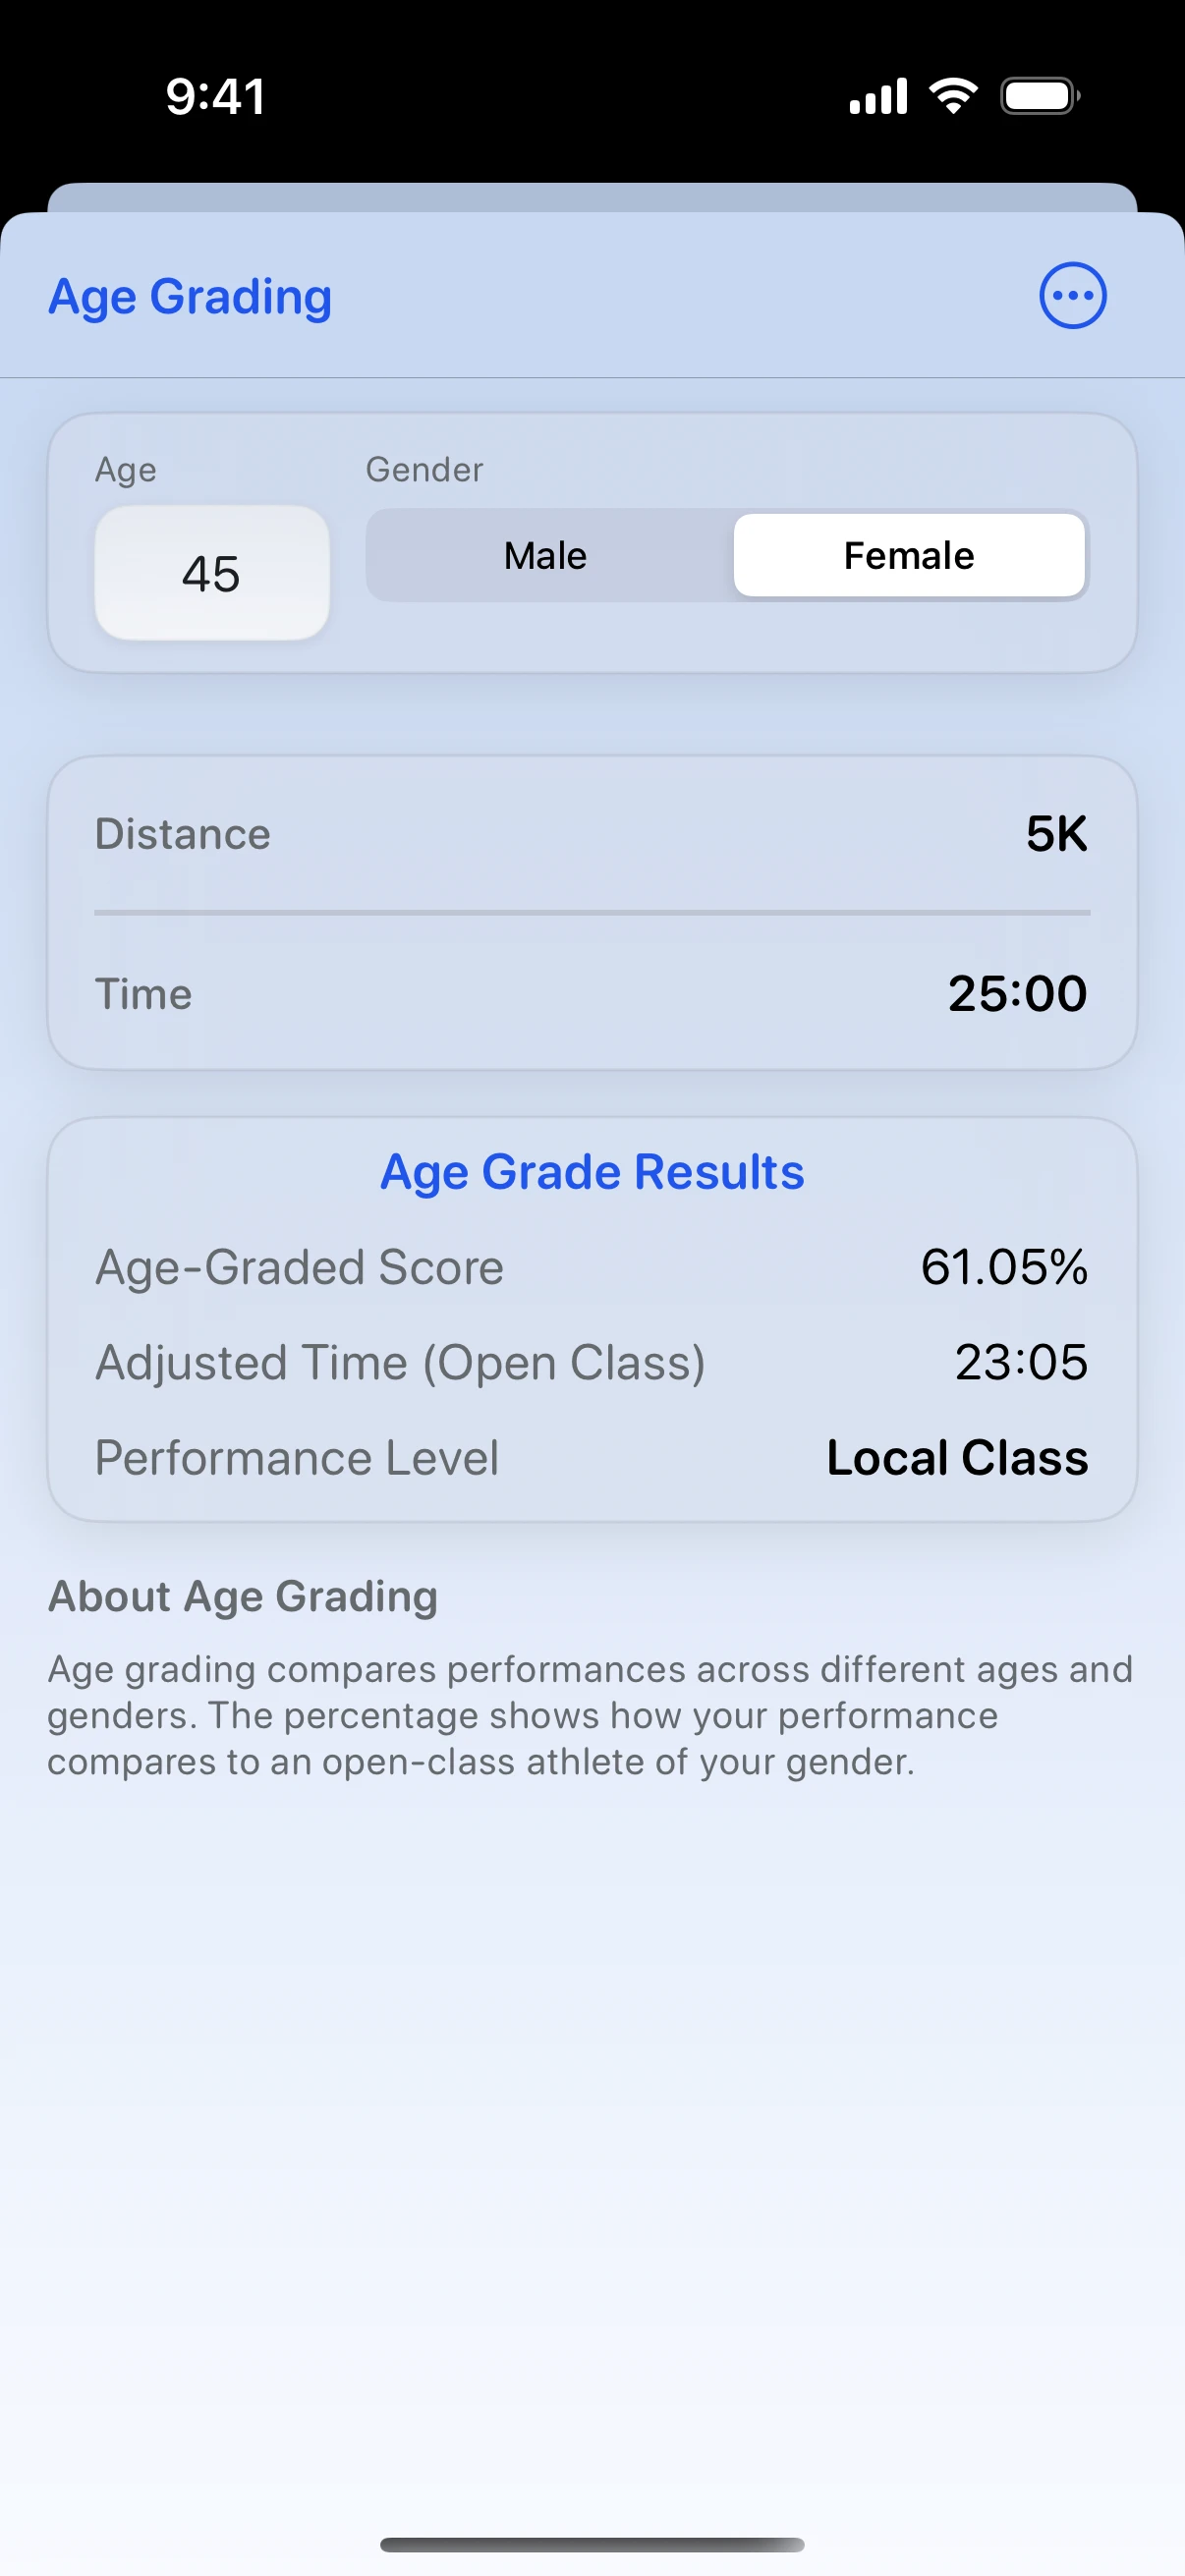 9:41
Age Grading
Age
Gender
45
Male
Female
Distance
5K
Time
25:00
Age Grade Results
Age-Graded Score
61.05%
Adjusted Time (Open Class)
23:05
Performance Level
Local Class
About Age Grading
Age grading compares performances across different ages and
genders. The percentage shows how your performance
compares to an open-class athlete of your gender.